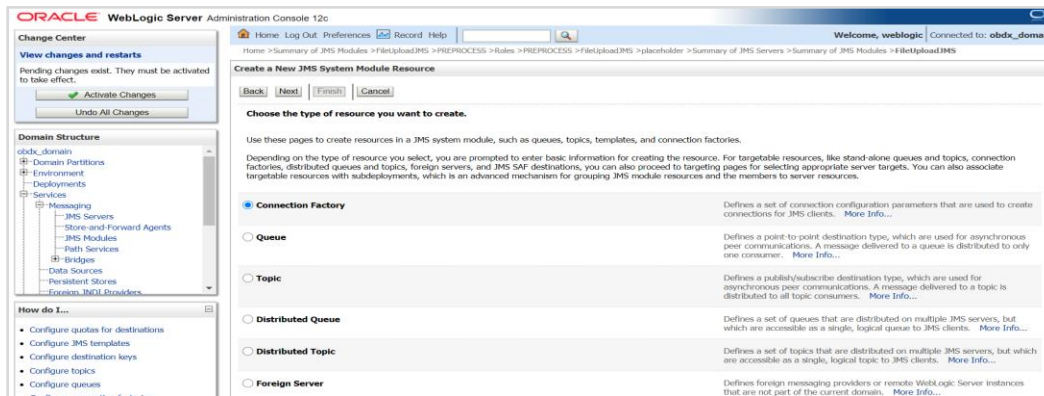 ORACLE WebLogic Server Administration Console 12c
Change Center
View changes and restarts
Pending changes exist. They must be activated
to take effect.
Activate Changes
Undo All Changes
Domain Structure
obdx_domain
Domain Partitions
Environment
Deployments
Services
Messaging
JMS Servers
Store-and-Forward Agents
JMS Modules
Path Services
Bridges
Data Sources
Persistent Stores
Foreign JNDI Providers
How do I...
Configure quotas for destinations
Configure JMS templates
Configure destination keys
Configure topics
Configure queues
Home Log Out Preferences Record Help
Welcome, weblogic Connected to: obdx_doma
Home >Summary of JMS Modules >FileUploadJMS >PREPROCESS >Roles >PREPROCESS >FileUploadJMS >placeholder >Summary of JMS Servers >Summary of JMS Modules >FileUploadJMS
Create a New JMS System Module Resource
Back Next Finish Cancel
Choose the type of resource you want to create.
Use these pages to create resources in a JMS system module, such as queues, topics, templates, and connection factories.
Depending on the type of resource you select, you are prompted to enter basic information for creating the resource. For targetable resources, like stand-alone queues and topics, connection
factories, distributed queues and topics, foreign servers, and JMS SAF destinations, you can also proceed to targeting pages for selecting appropriate server targets. You can also associate
targetable resources with subdeployments, which is an advanced mechanism for grouping JMS module resources and the members to server resources.
Connection Factory
Defines a set of connection configuration parameters that are used to create
connections for JMS clients. More Info...
Queue
Defines a point-to-point destination type, which are used for asynchronous
peer communications. A message delivered to a queue is distributed to only
one consumer. More Info...
Topic
Defines a publish/subscribe destination type, which are used for
asynchronous peer communications. A message delivered to a topic is
distributed to all topic consumers. More Info...
Distributed Queue
Defines a set of queues that are distributed on multiple JMS servers, but
which are accessible as a single, logical queue to JMS clients. More Info...
Distributed Topic
Defines a set of topics that are distributed on multiple JMS servers, but which
are accessible as a single, logical topic to JMS clients. More Info...
Foreign Server
Defines foreign messaging providers or remote WebLogic Server instances
that are not part of the current domain. More Info...